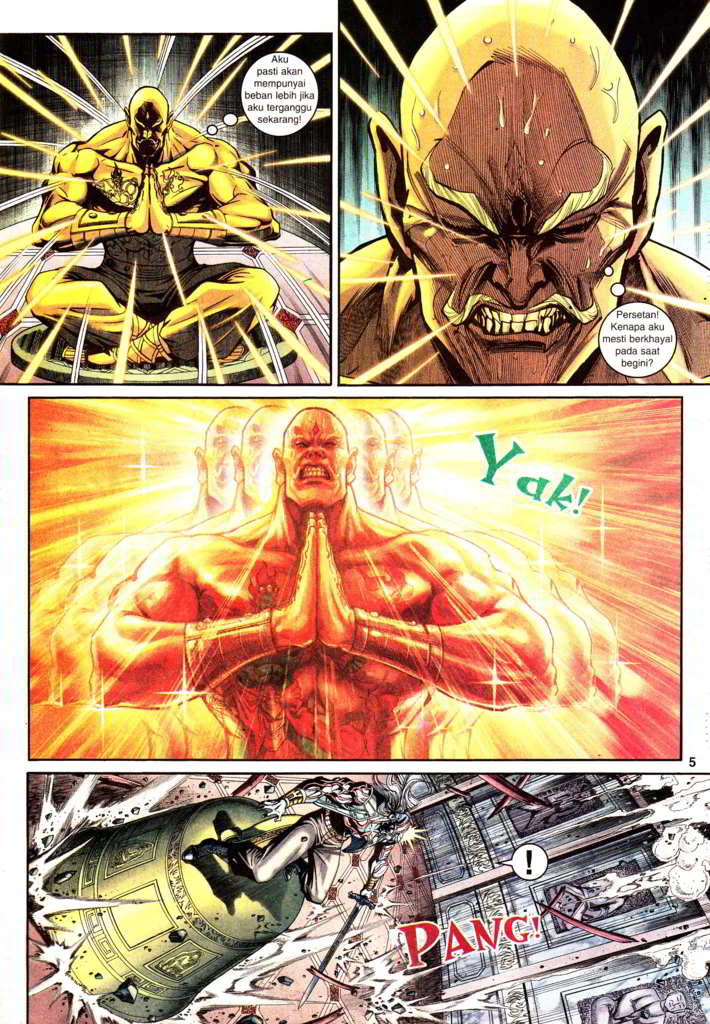 Aku
pasti akan
mempunyai
beban lebih jika
aku terganggu
sekarang!
Persetan!
Kenapa aku
mesti berkhayal
pada saat
begini?
Yak!
5
!
PANG!